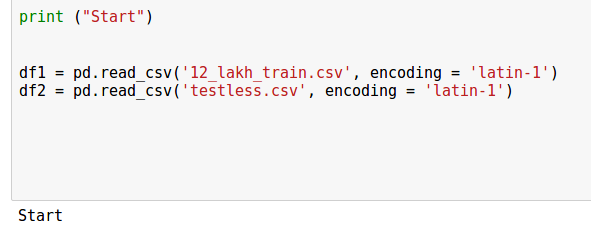 print ("Start")
df1 = pd.read_csv('12_lakh_train.csv', encoding = 'latin-1')
df2 = pd.read_csv('testless.csv', encoding = 'latin-1')
Start